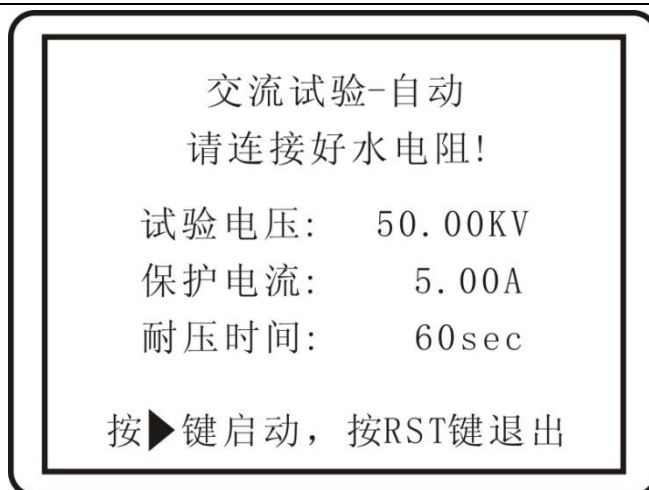 交流试验-自动
请连接好水电阻!
试验电压: 50.00KV
保护电流: 5.00A
耐压时间: 60sec
按▶键启动, 按RST键退出